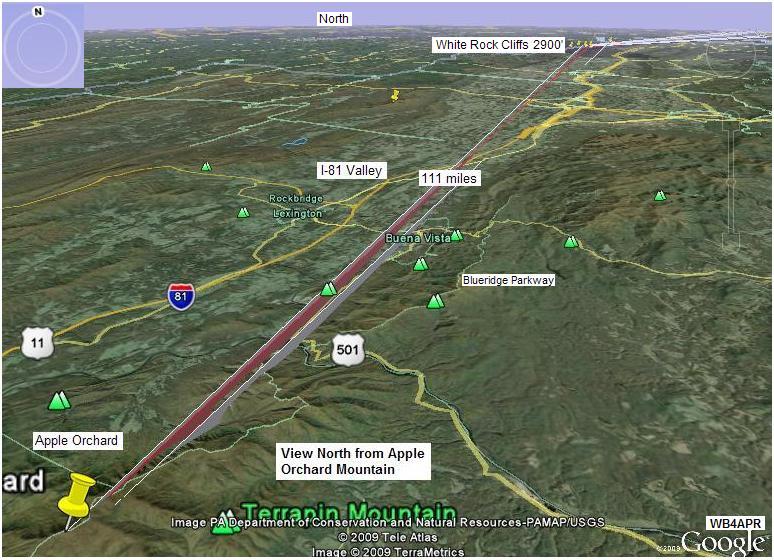 N
North
White Rock Cliffs 2900'
I-81 Valley
111 miles
Rockbridge
Lexington
Buena Vista
Blueridge Parkway
81
11
501
Apple Orchard
View North from Apple
Orchard Mountain
ard
Terrapin Mountain
Image PA Department of Conservation and Natural Resources-PAMAP/USGS
© 2009 Tele Atlas
Image © 2009 TerraMetrics
WB4APR
©2009 Google